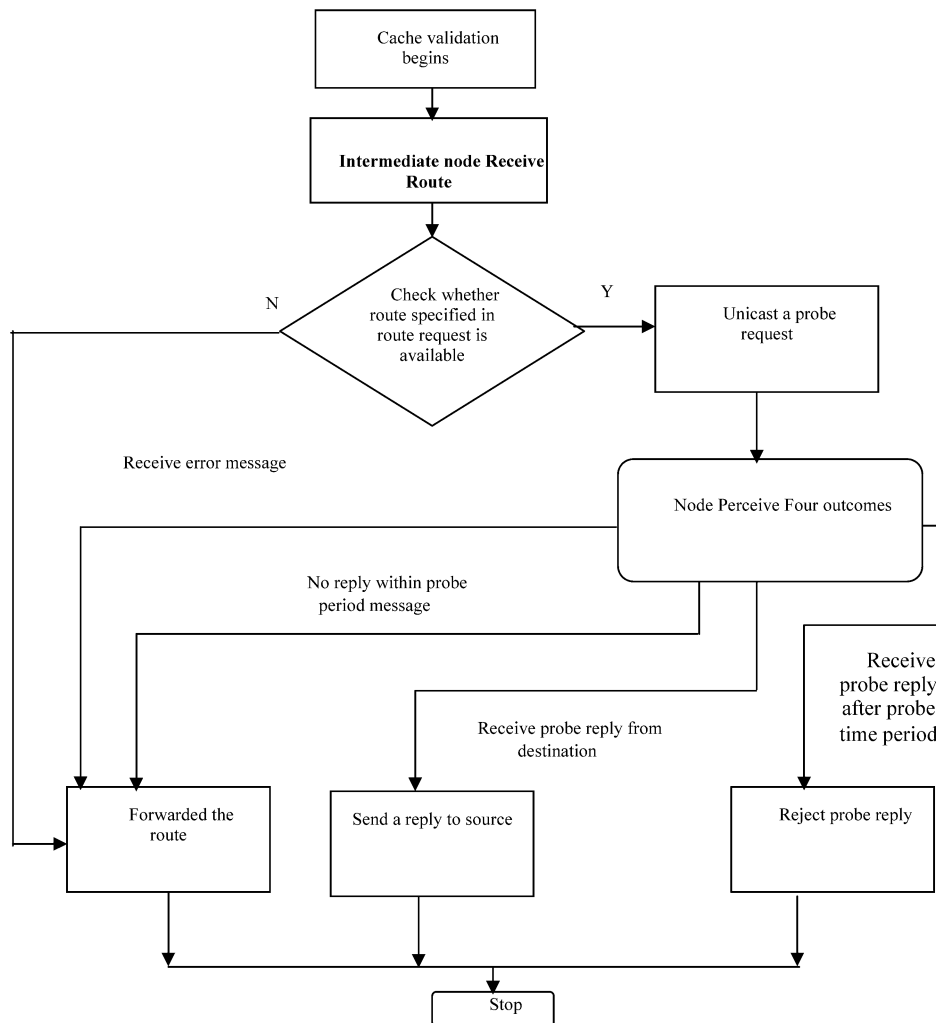 Cache validation
begins
Intermediate node Receive
Route
N
Check whether
route specified in
route request is
available
Y
Unicast a probe
request
Receive error message
Node Perceive Four outcomes
No reply within probe
period message
Receive
probe reply
after probe
time period
Receive probe reply from
destination
Forwarded the
route
Send a reply to source
Reject probe reply
Stop